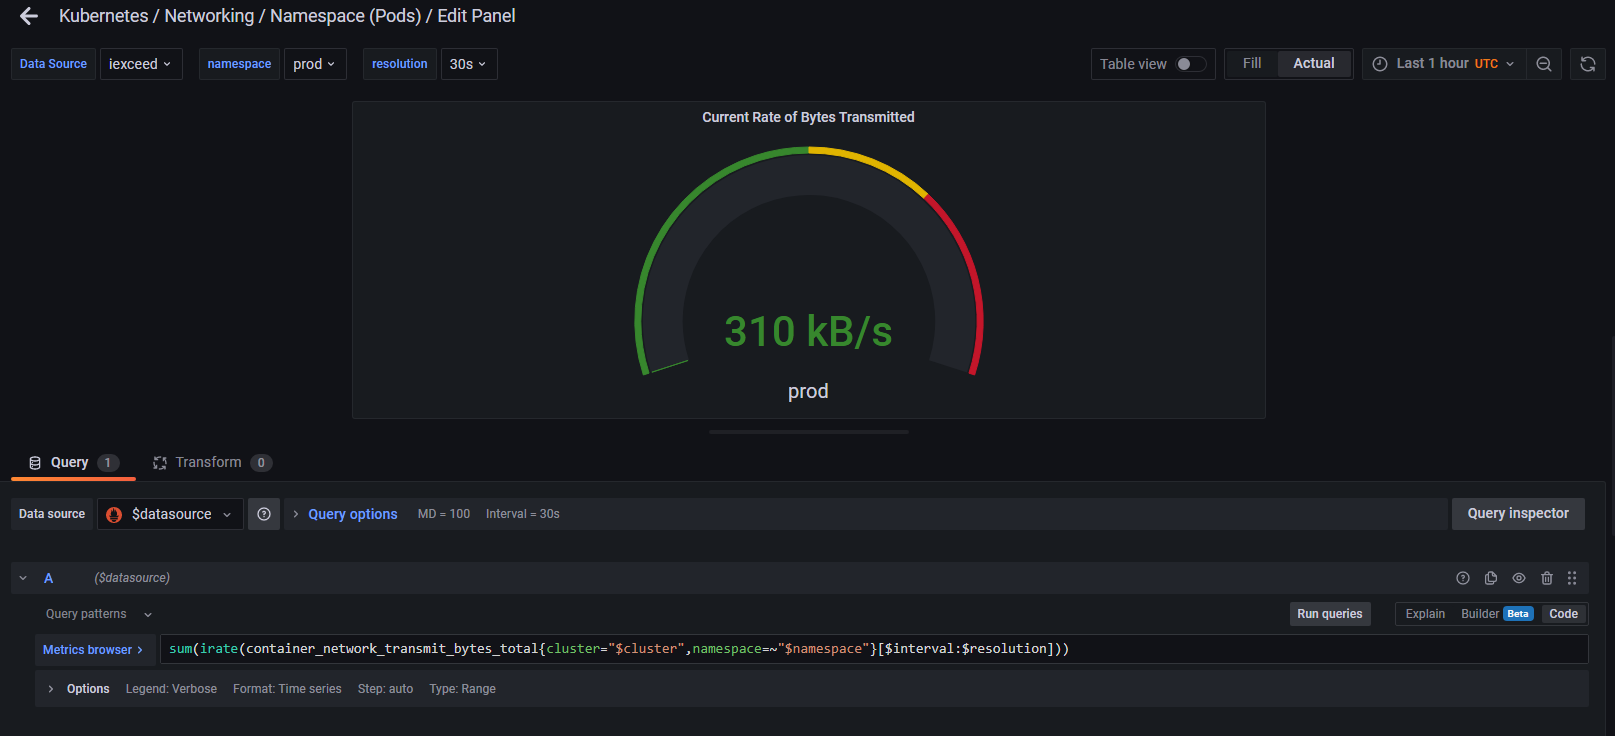 Kubernetes / Networking / Namespace (Pods) / Edit Panel
Data Source iexceed namespace prod resolution 30s Table view Fill Actual Last 1 hour UTC
Current Rate of Bytes Transmitted
310 kB/s
prod
Query 1 Transform 0
Data source $datasource Query options MD = 100 Interval = 30s Query inspector
A ($datasource)
Query patterns Run queries Explain Builder Beta Code
Metrics browser sum(irate(container_network_transmit_bytes_total{cluster="$cluster",namespace=~"$namespace"}[$interval:$resolution]))
Options Legend: Verbose Format: Time series Step: auto Type: Range